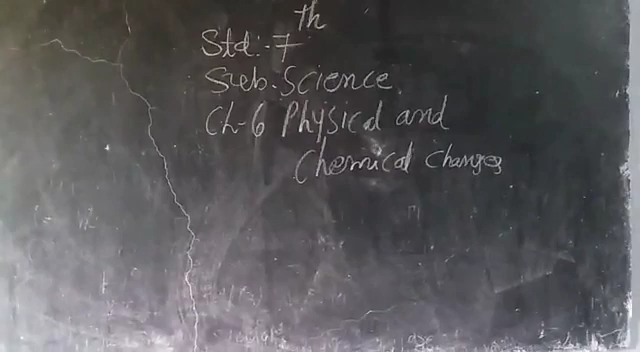 Std:-7th
Sub.Science
Ch-6 Physical and
Chemical changes